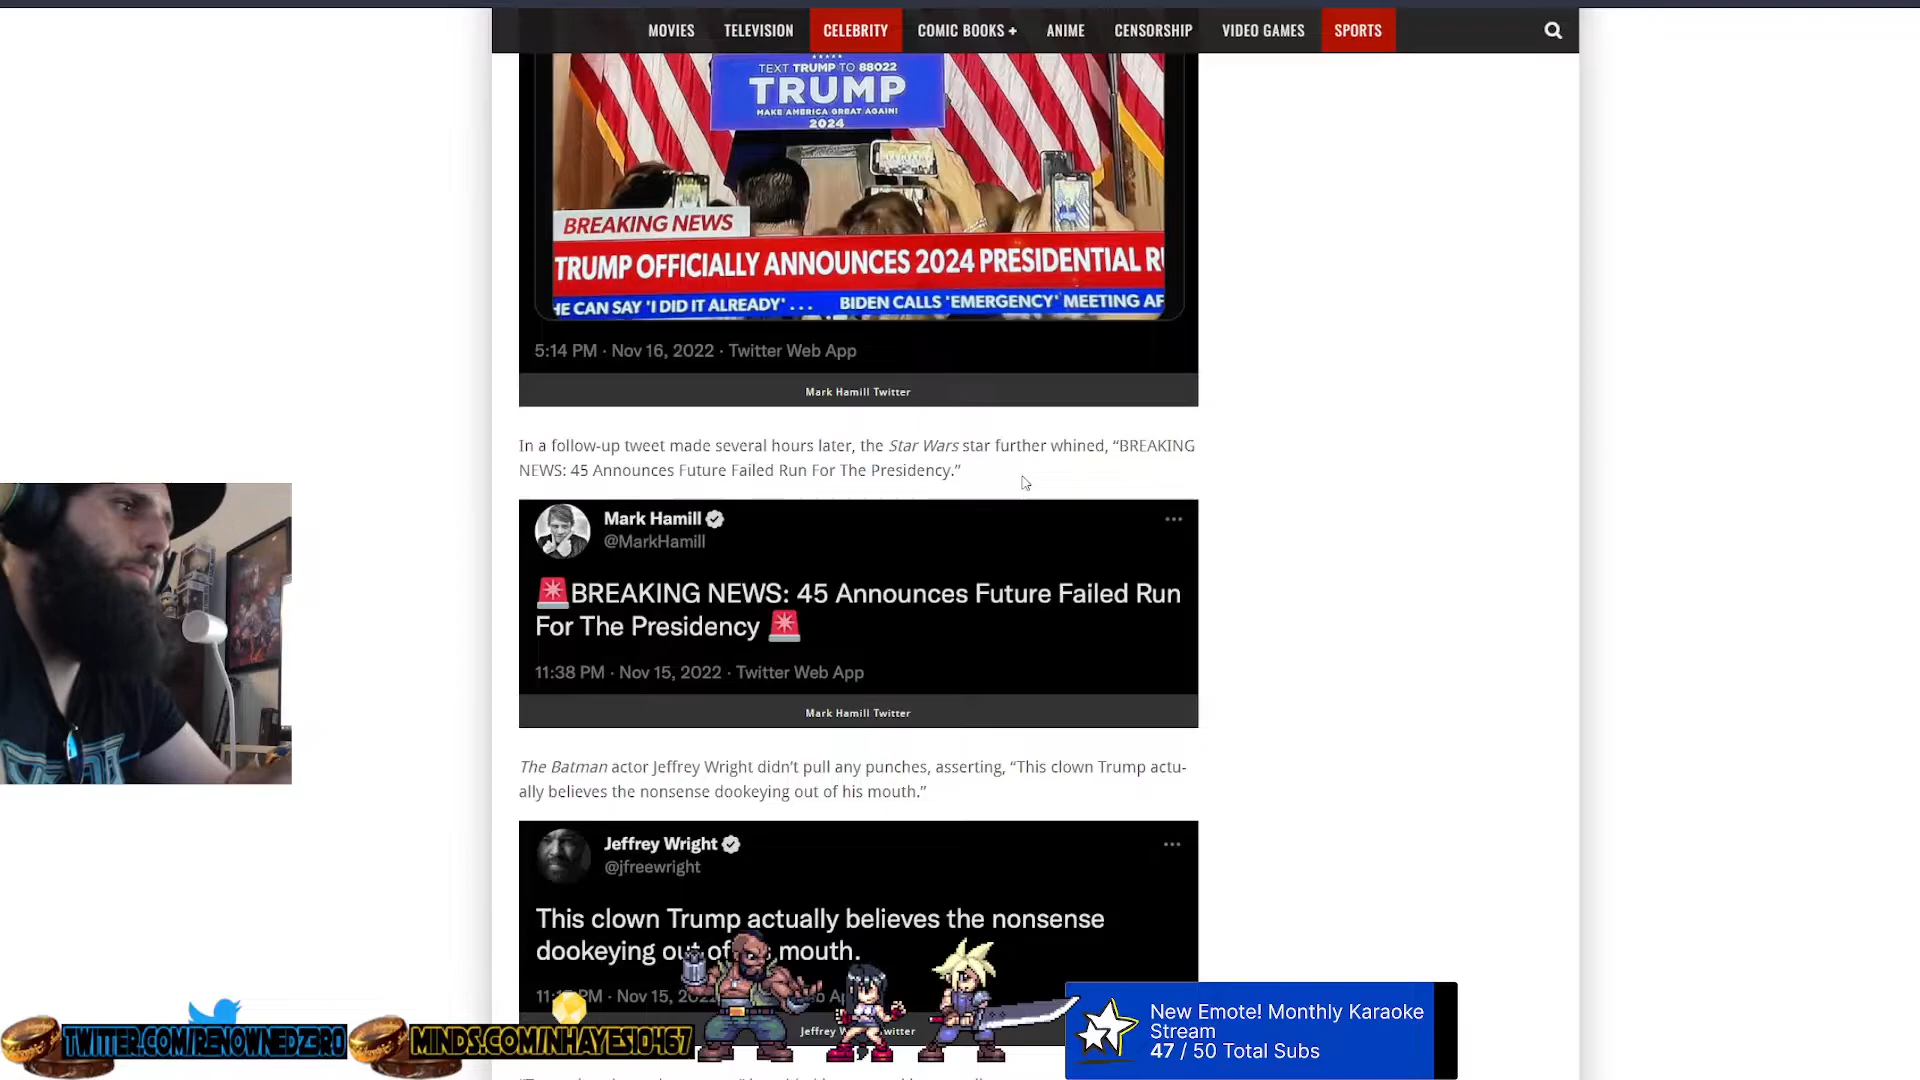 MOVIES TELEVISION CELEBRITY COMIC BOOKS + ANIME CENSORSHIP VIDEO GAMES SPORTS
TEXT TRUMP TO 88022
TRUMP
MAKE AMERICA GREAT AGAIN!
2024
BREAKING NEWS
TRUMP OFFICIALLY ANNOUNCES 2024 PRESIDENTIAL
HE CAN SAY 'I DID IT ALREADY' . . . BIDEN CALLS 'EMERGENCY' MEETING
5:14 PM · Nov 16, 2022 · Twitter Web App
Mark Hamill Twitter
In a follow-up tweet made several hours later, the Star Wars star further whined, “BREAKING
NEWS: 45 Announces Future Failed Run For The Presidency.”
Mark Hamill
@MarkHamill
🚨BREAKING NEWS: 45 Announces Future Failed Run
For The Presidency 🚨
11:38 PM · Nov 15, 2022 · Twitter Web App
Mark Hamill Twitter
The Batman actor Jeffrey Wright didn’t pull any punches, asserting, “This clown Trump actu-
ally believes the nonsense dookeying out of his mouth.”
Jeffrey Wright
@jfreewright
This clown Trump actually believes the nonsense
dookeying out of mouth.
PM · Nov 15,
Jeffrey
TWITTER.COM/RENOWNEDZ3R0
MINDS.COM/NHAYES10467
New Emote! Monthly Karaoke
Stream
47 / 50 Total Subs